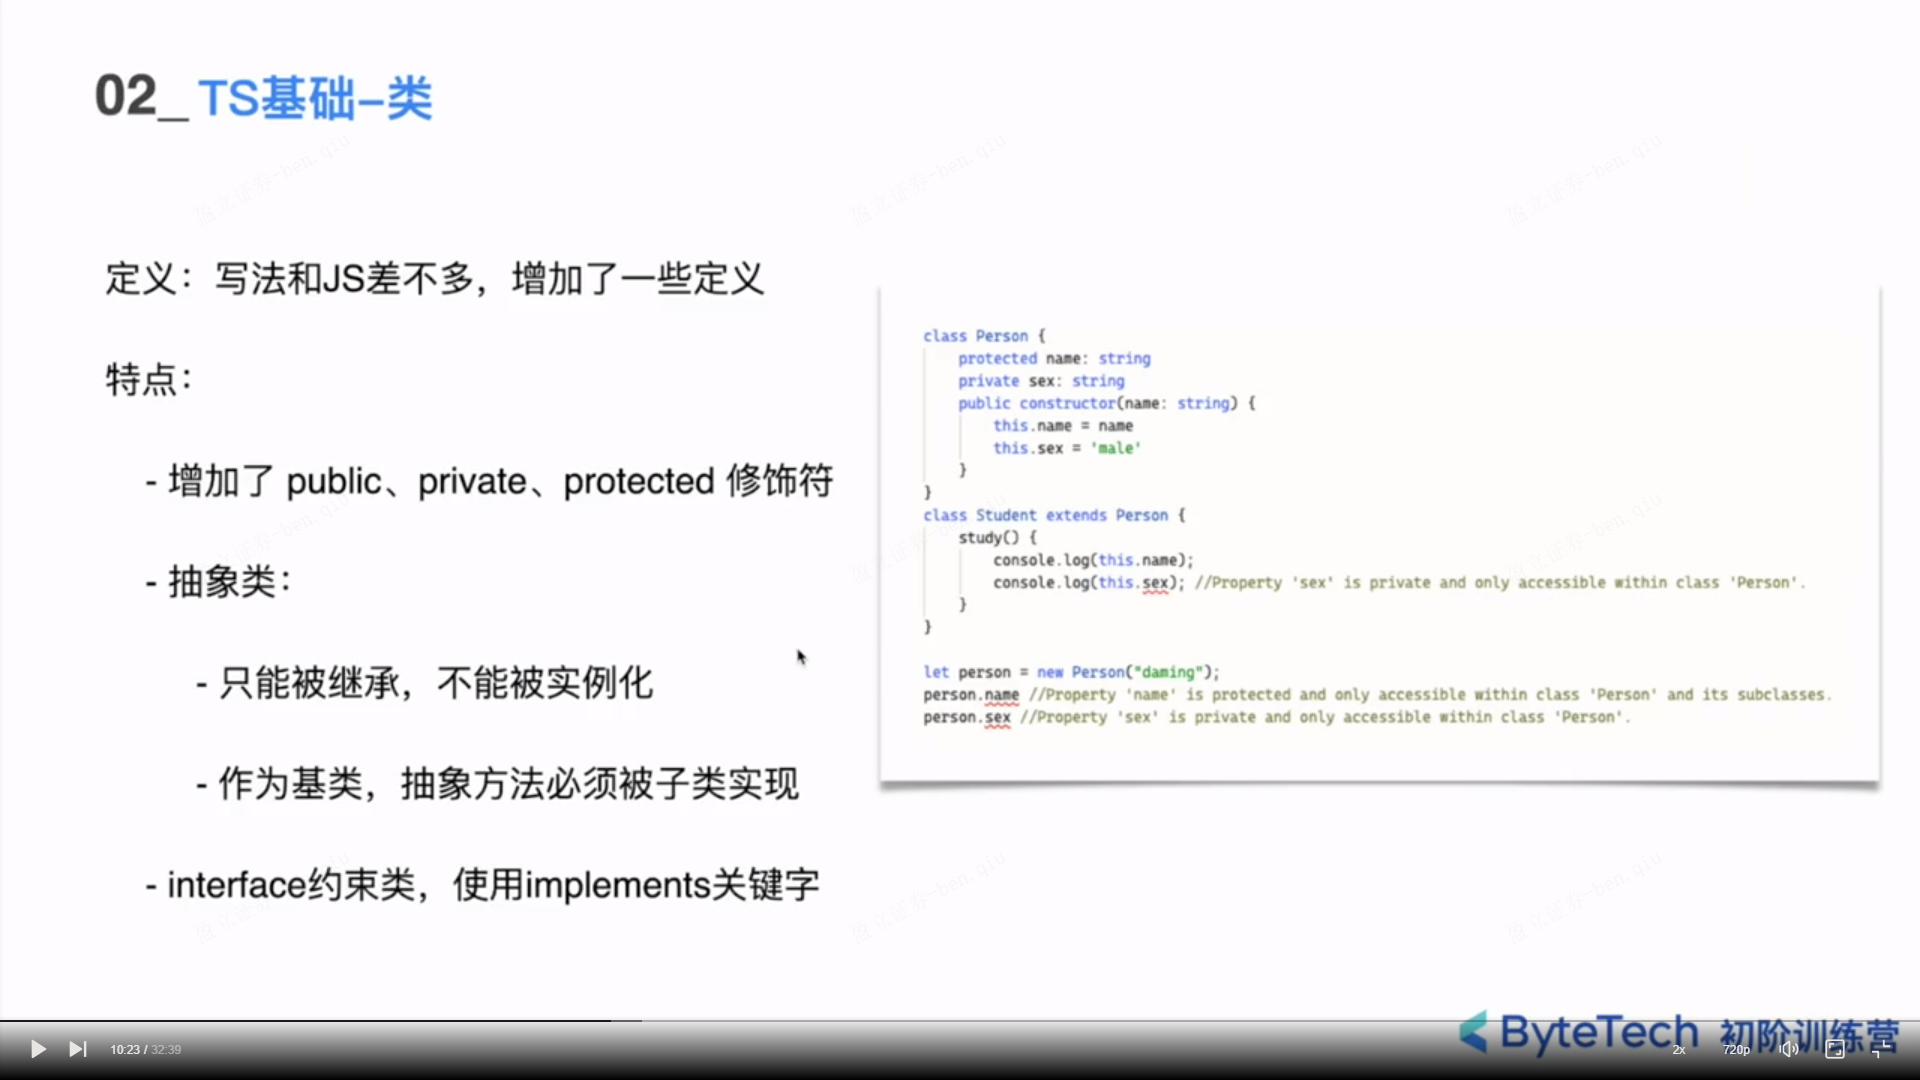 02_ TS基础-类
定义：写法和JS差不多，增加了一些定义
特点：
- 增加了 public、private、protected 修饰符
- 抽象类：
- 只能被继承，不能被实例化
- 作为基类，抽象方法必须被子类实现
- interface约束类，使用implements关键字
class Person {
protected name: string
private sex: string
public constructor(name: string) {
this.name = name
this.sex = 'male'
}
}
class Student extends Person {
study() {
console.log(this.name);
console.log(this.sex); //Property 'sex' is private and only accessible within class 'Person'.
}
}
let person = new Person("daming");
person.name //Property 'name' is protected and only accessible within class 'Person' and its subclasses.
person.sex //Property 'sex' is private and only accessible within class 'Person'.
ByteTech 初阶训练营
10:23 / 32:39
2x
720p